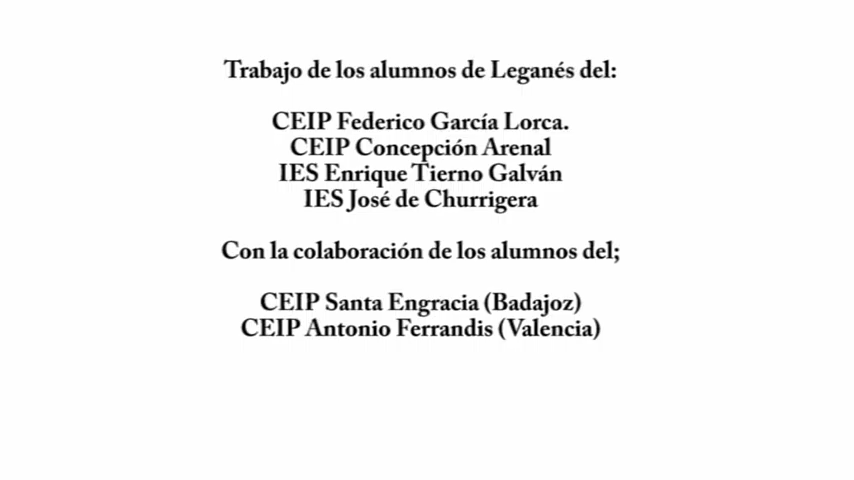 Trabajo de los alumnos de Leganés del:
CEIP Federico García Lorca.
CEIP Concepción Arenal
IES Enrique Tierno Galván
IES José de Churrigera
Con la colaboración de los alumnos del;
CEIP Santa Engracia (Badajoz)
CEIP Antonio Ferrandis (Valencia)